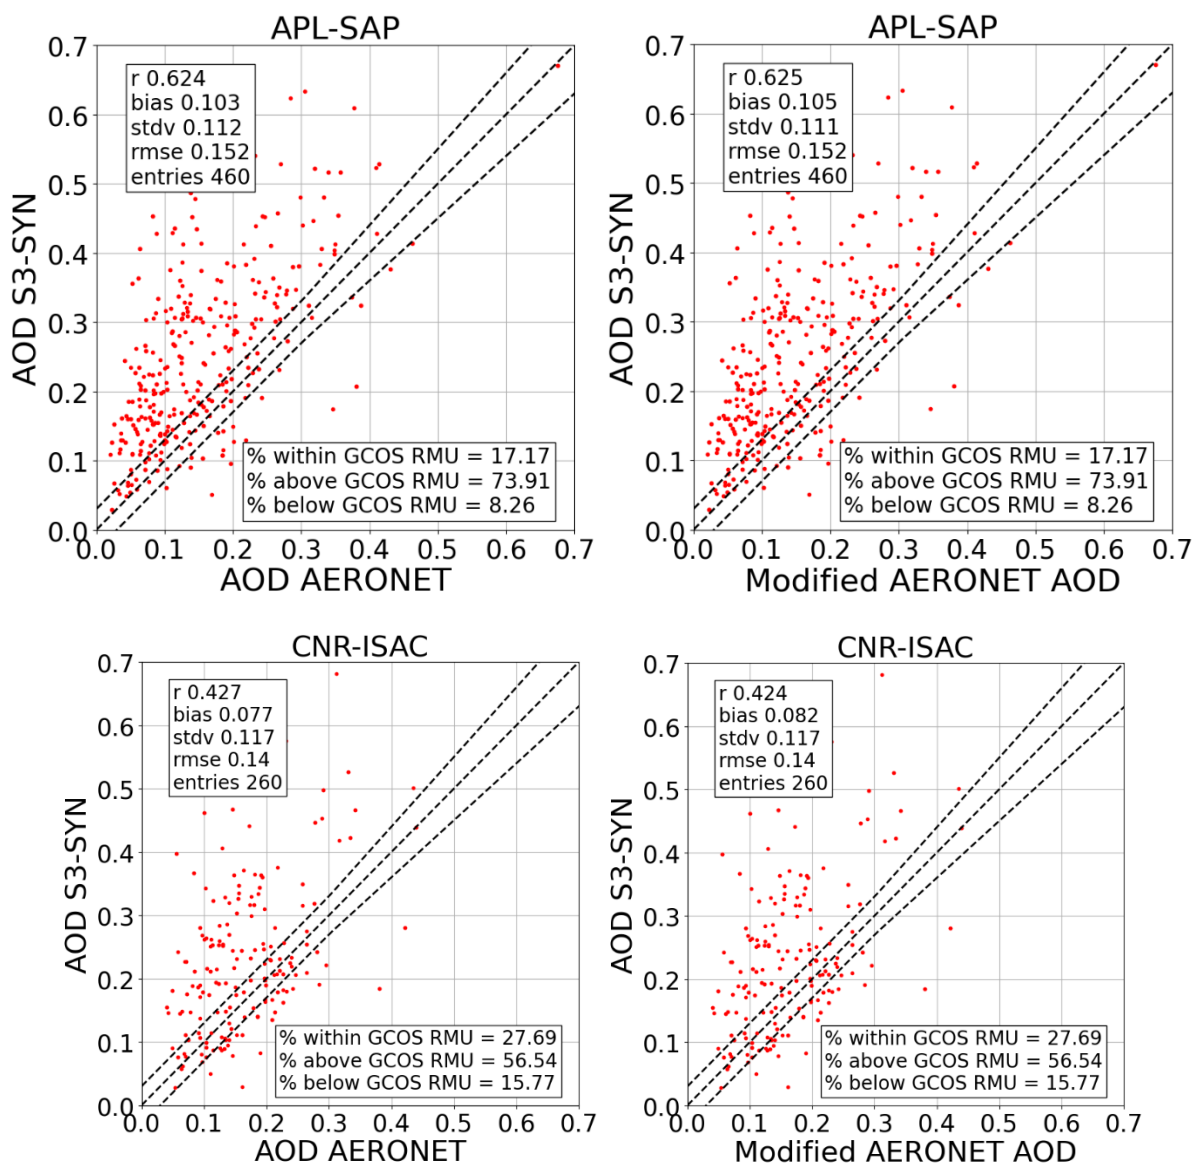 APL-SAP
0.7
0.6
0.5
0.4
0.3
0.2
0.1
0.0
AOD S3-SYN
r 0.624
bias 0.103
stdv 0.112
rmse 0.152
entries 460
% within GCOS RMU = 17.17
% above GCOS RMU = 73.91
% below GCOS RMU = 8.26
0.0 0.1 0.2 0.3 0.4 0.5 0.6 0.7
AOD AERONET
APL-SAP
0.7
0.6
0.5
0.4
0.3
0.2
0.1
0.0
AOD S3-SYN
r 0.625
bias 0.105
stdv 0.111
rmse 0.152
entries 460
% within GCOS RMU = 17.17
% above GCOS RMU = 73.91
% below GCOS RMU = 8.26
0.0 0.1 0.2 0.3 0.4 0.5 0.6 0.7
Modified AERONET AOD
CNR-ISAC
0.7
0.6
0.5
0.4
0.3
0.2
0.1
0.0
AOD S3-SYN
r 0.427
bias 0.077
stdv 0.117
rmse 0.14
entries 260
% within GCOS RMU = 27.69
% above GCOS RMU = 56.54
% below GCOS RMU = 15.77
0.0 0.1 0.2 0.3 0.4 0.5 0.6 0.7
AOD AERONET
CNR-ISAC
0.7
0.6
0.5
0.4
0.3
0.2
0.1
0.0
AOD S3-SYN
r 0.424
bias 0.082
stdv 0.117
rmse 0.14
entries 260
% within GCOS RMU = 27.69
% above GCOS RMU = 56.54
% below GCOS RMU = 15.77
0.0 0.1 0.2 0.3 0.4 0.5 0.6 0.7
Modified AERONET AOD